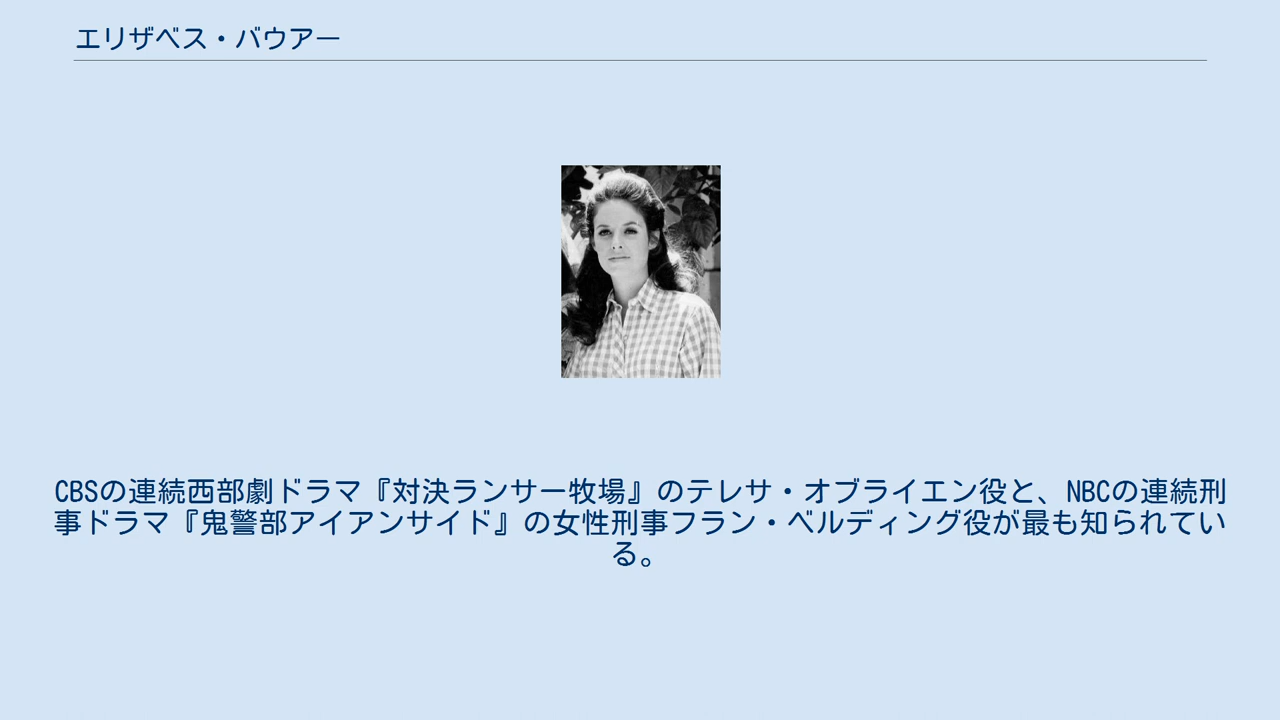 エリザベス・バウアー
CBSの連続西部劇ドラマ『対決ランサー牧場』のテレサ・オブライエン役と、NBCの連続刑
事ドラマ『鬼警部アイアンサイド』の女性刑事フラン・ベルディング役が最も知られてい
る。